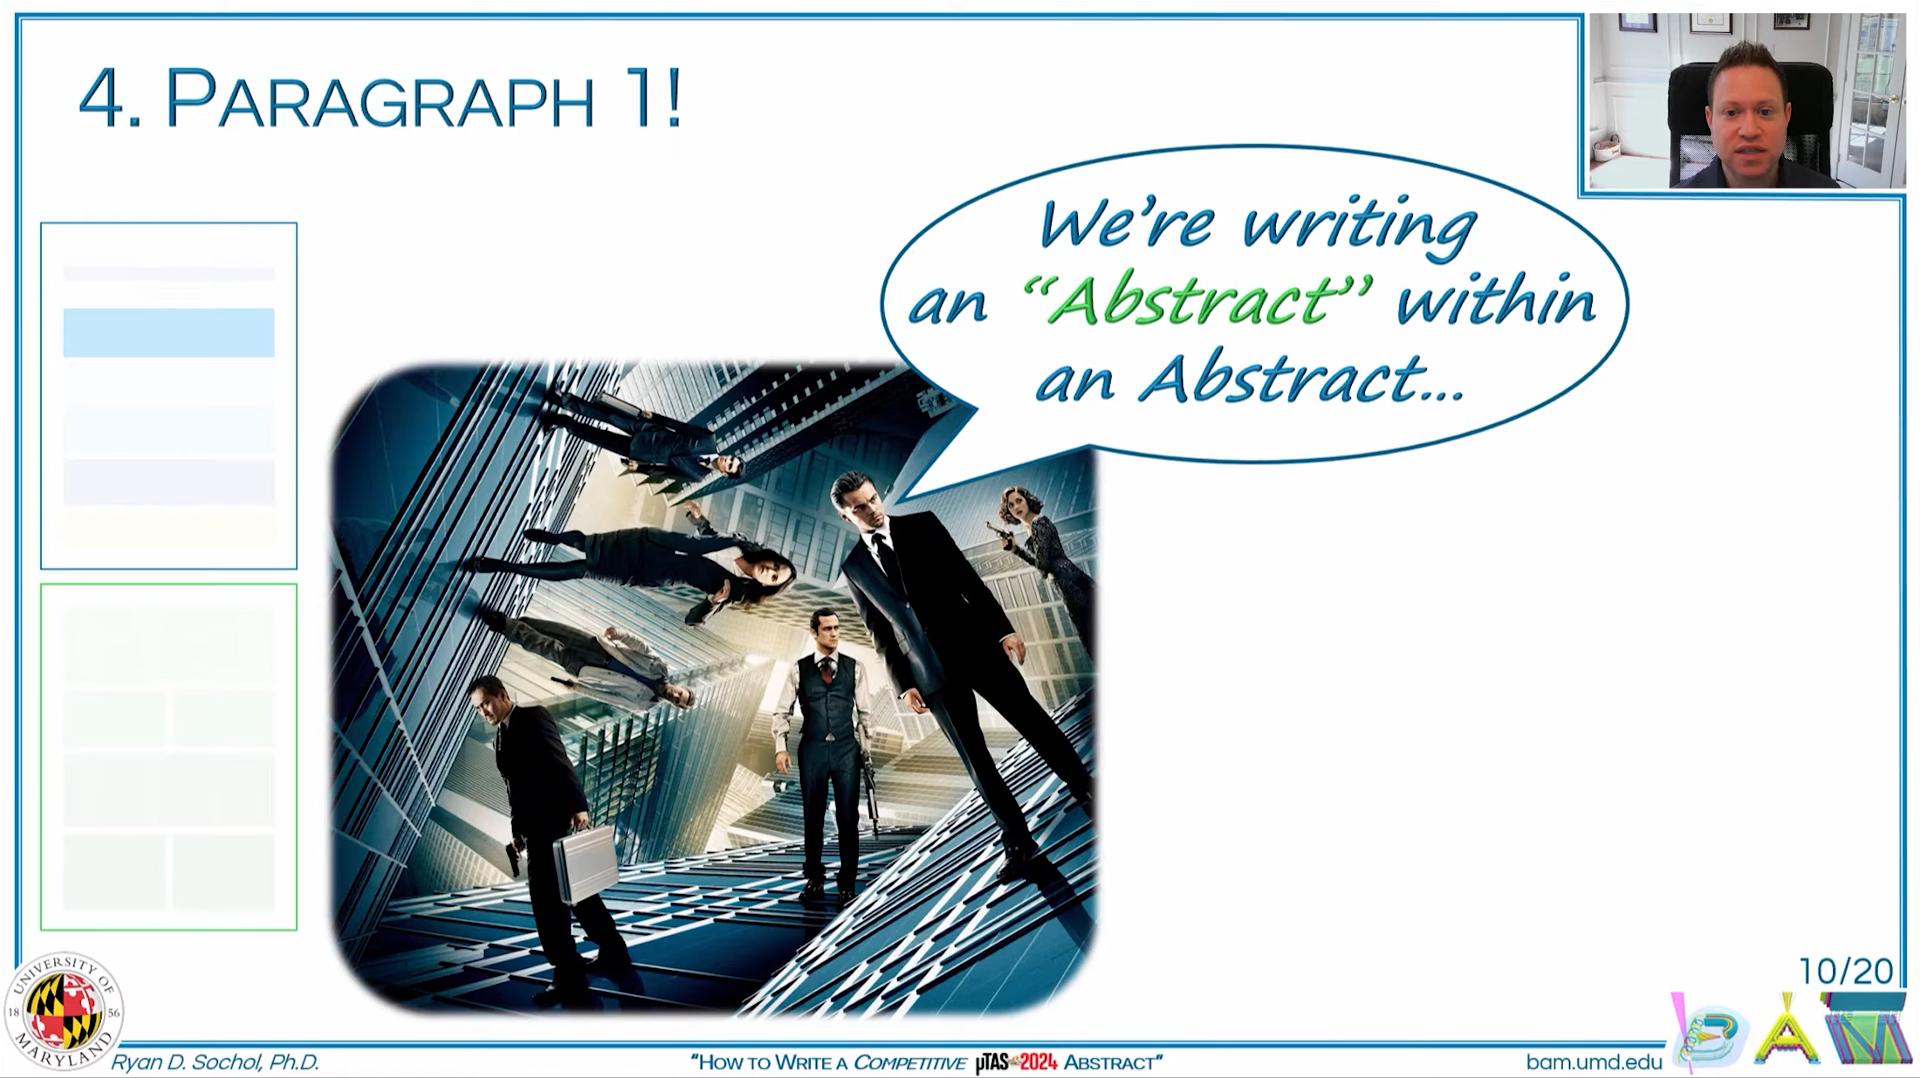 4. PARAGRAPH 1!
We're writing
an “Abstract” within
an Abstract...
10/20
UNIVERSITY OF
18 56
MARYLAND
Ryan D. Sochol, Ph.D.
“HOW TO WRITE A COMPETITIVE μTAS 2024 ABSTRACT”
bam.umd.edu
BAM